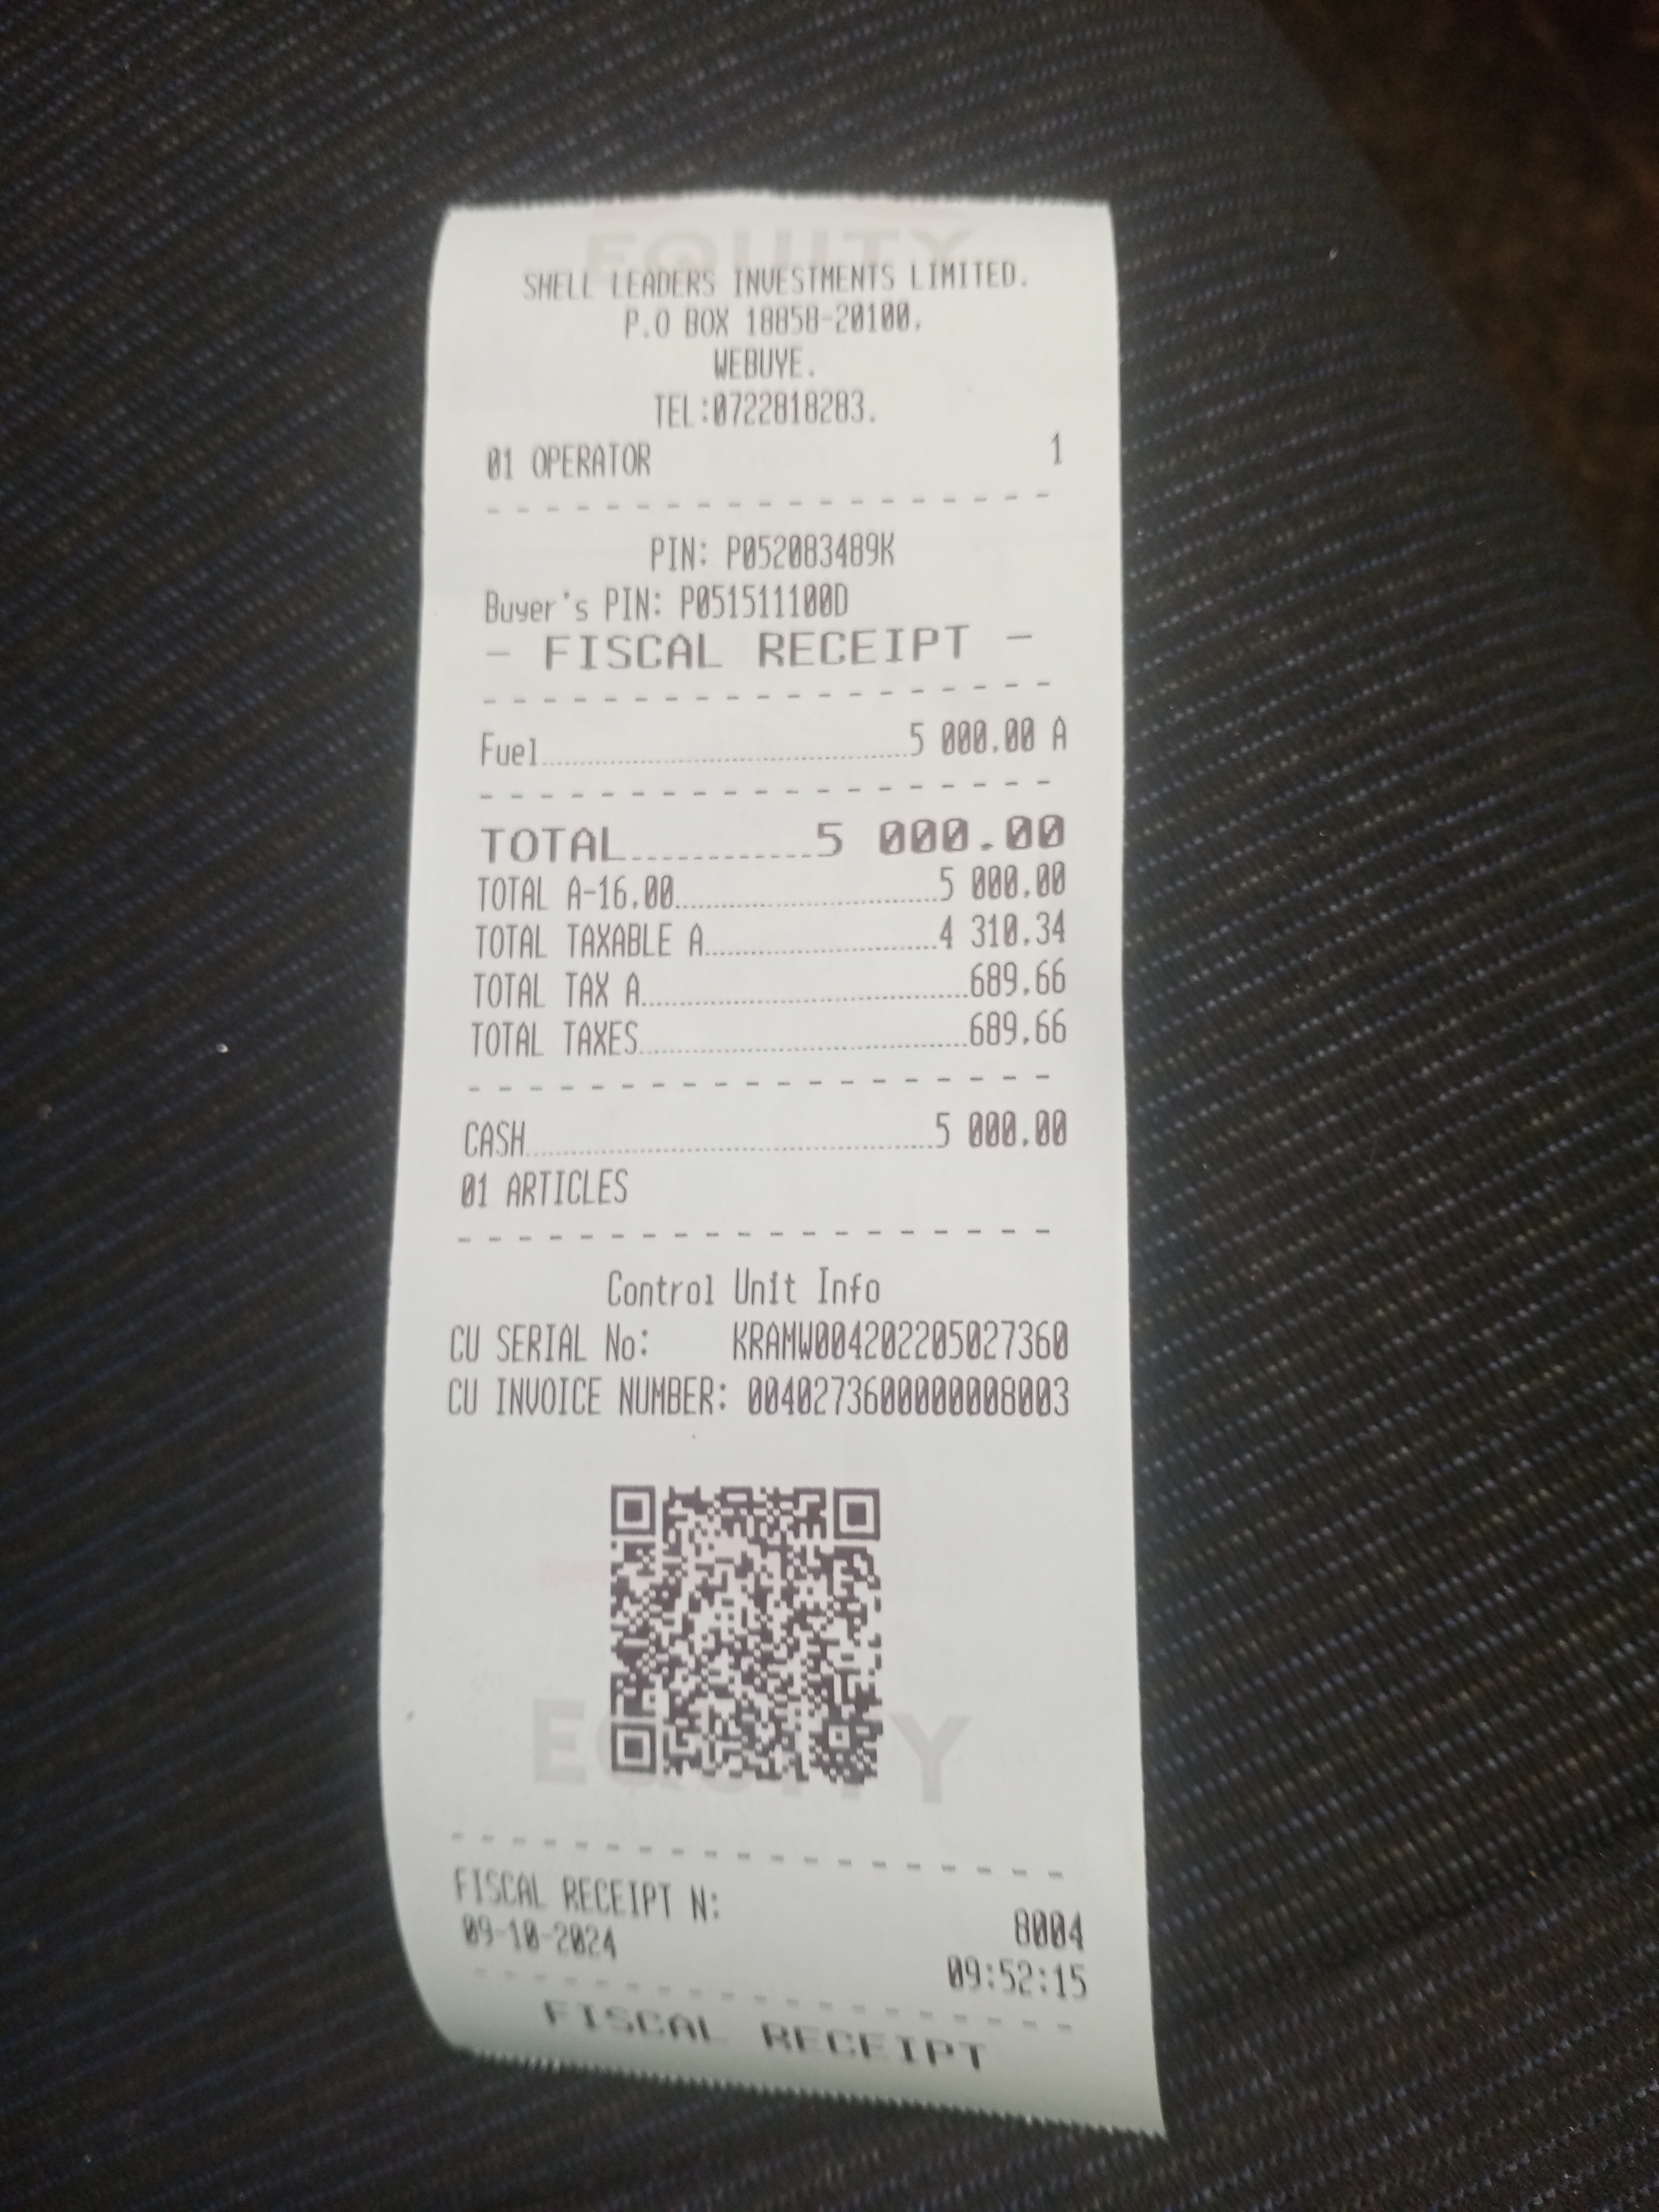 EQUITY
SHELL LEADERS INVESTMENTS LIMITED.
P.O BOX 18858-20100.
WEBUYE.
TEL:0722818283.
01 OPERATOR 1
PIN: P052083489K
Buyer's PIN: P051511100D
- FISCAL RECEIPT -
Fuel 5 000.00 A
TOTAL 5 000.00
TOTAL A-16.00 5 000.00
TOTAL TAXABLE A 4 310.34
TOTAL TAX A 689.66
TOTAL TAXES 689.66
CASH 5 000.00
01 ARTICLES
Control Unit Info
CU SERIAL No: KRAMW004202205027360
CU INVOICE NUMBER: 0040273600000008003
EQUITY
FISCAL RECEIPT N: 8004
09-10-2024 09:52:15
FISCAL RECEIPT